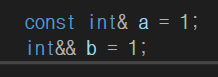 const int& a = 1;
int&& b = 1;